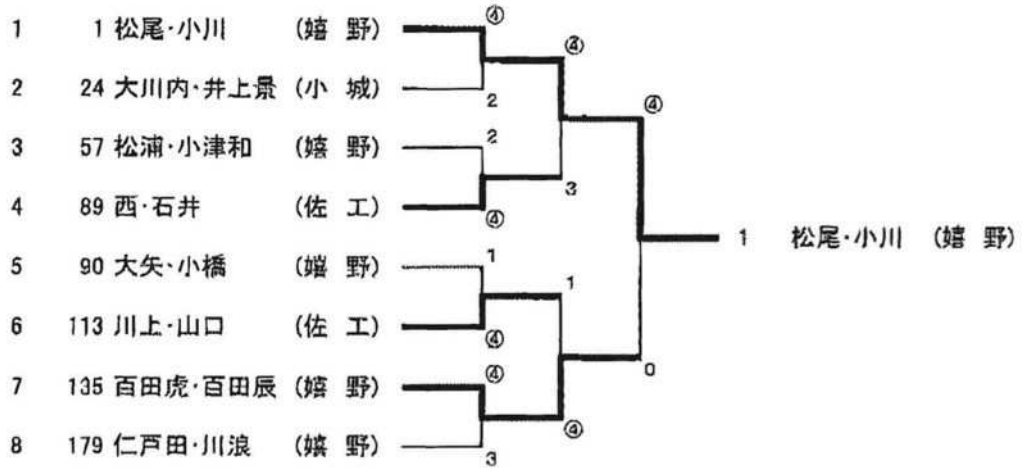 1 1 松尾・小川 (嬉 野) ④
④
2 24 大川内・井上景 (小 城) 2
④
3 57 松浦・小津和 (嬉 野) 2
3
4 89 西・石井 (佐 工) ④
1 松尾・小川 (嬉 野)
5 90 大矢・小橋 (嬉 野) 1
1
6 113 川上・山口 (佐 工) ④
0
7 135 百田虎・百田辰 (嬉 野) ④
④
8 179 仁戸田・川浪 (嬉 野) 3